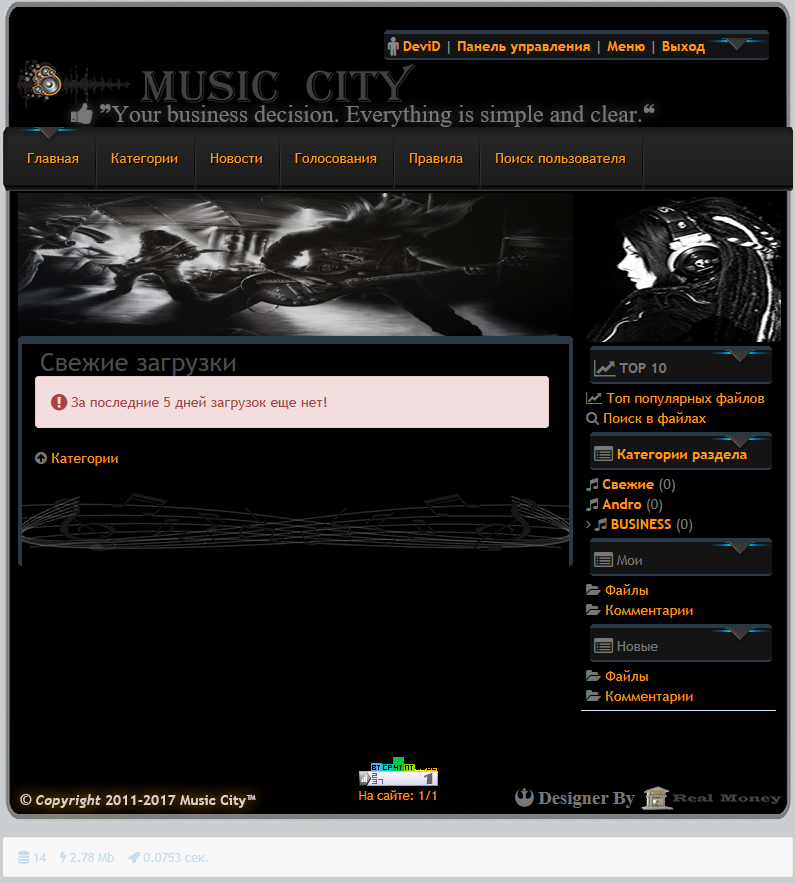 DeviD | Панель управления | Меню | Выход
MUSIC CITY
"Your business decision. Everything is simple and clear."
Главная Категории Новости Голосования Правила Поиск пользователя
Свежие загрузки
За последние 5 дней загрузок еще нет!
Категории
TOP 10
Топ популярных файлов
Поиск в файлах
Категории раздела
Свежие (0)
Andro (0)
BUSINESS (0)
Мои
Файлы
Комментарии
Новые
Файлы
Комментарии
На сайте: 1/1
© Copyright 2011-2017 Music City™
Designer By Real Money
14 2.78 Mb 0.0753 сек.